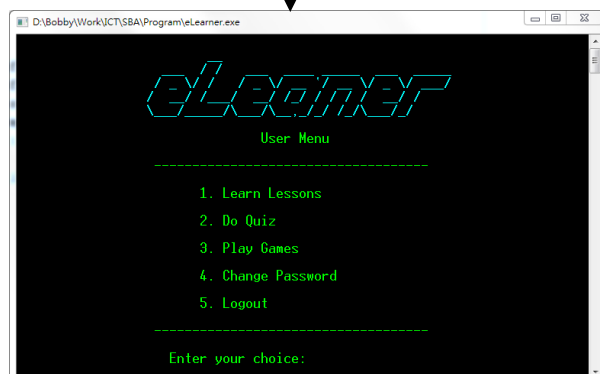 D:\Bobby\Work\ICT\SBA\Program\eLearner.exe
eLeaner
User Menu
------------------------------------
1. Learn Lessons
2. Do Quiz
3. Play Games
4. Change Password
5. Logout
------------------------------------
Enter your choice: